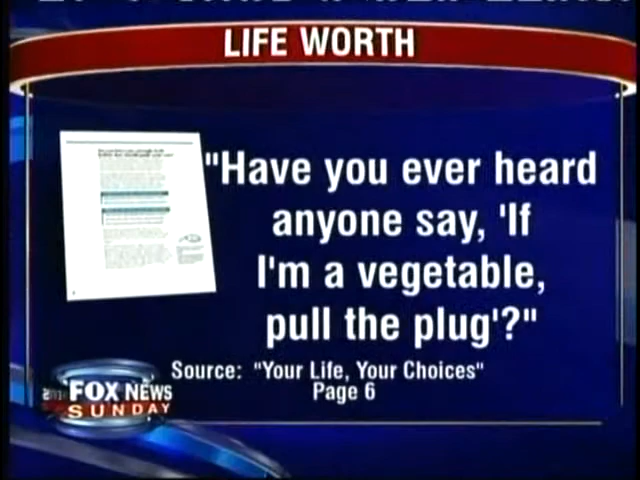 LIFE WORTH
"Have you ever heard
anyone say, 'If
I'm a vegetable,
pull the plug'?"
Source: "Your Life, Your Choices"
Page 6
FOX NEWS
SUNDAY